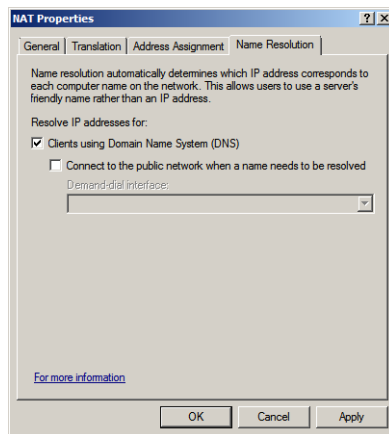 NAT Properties
General Translation Address Assignment Name Resolution
Name resolution automatically determines which IP address corresponds to
each computer name on the network. This allows users to use a server's
friendly name rather than an IP address.
Resolve IP addresses for:
Clients using Domain Name System (DNS)
Connect to the public network when a name needs to be resolved
Demand-dial interface:
For more information
OK Cancel Apply